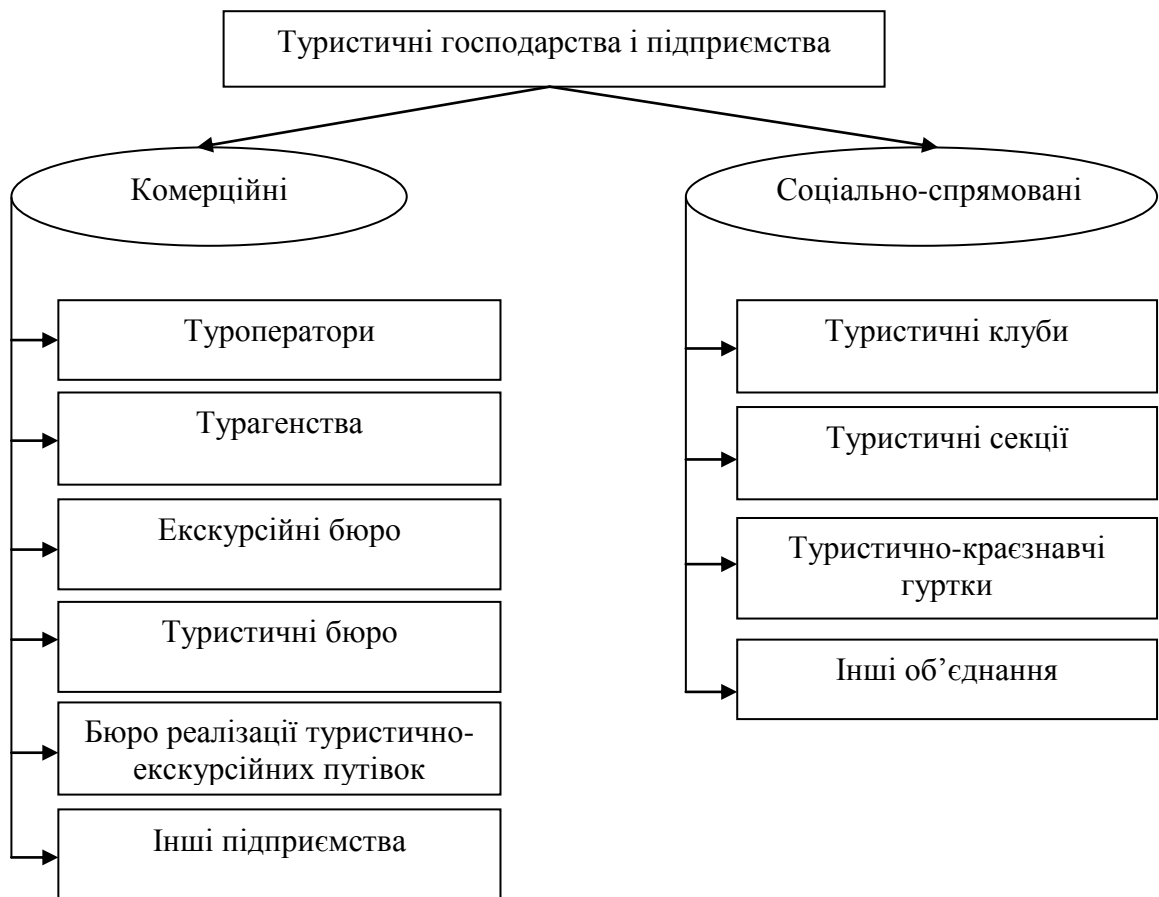 Туристичні господарства і підприємства
Комерційні
Соціально-спрямовані
Туроператори
Турагенства
Екскурсійні бюро
Туристичні бюро
Бюро реалізації туристично-
екскурсійних путівок
Інші підприємства
Туристичні клуби
Туристичні секції
Туристично-краєзнавчі
гуртки
Інші об’єднання